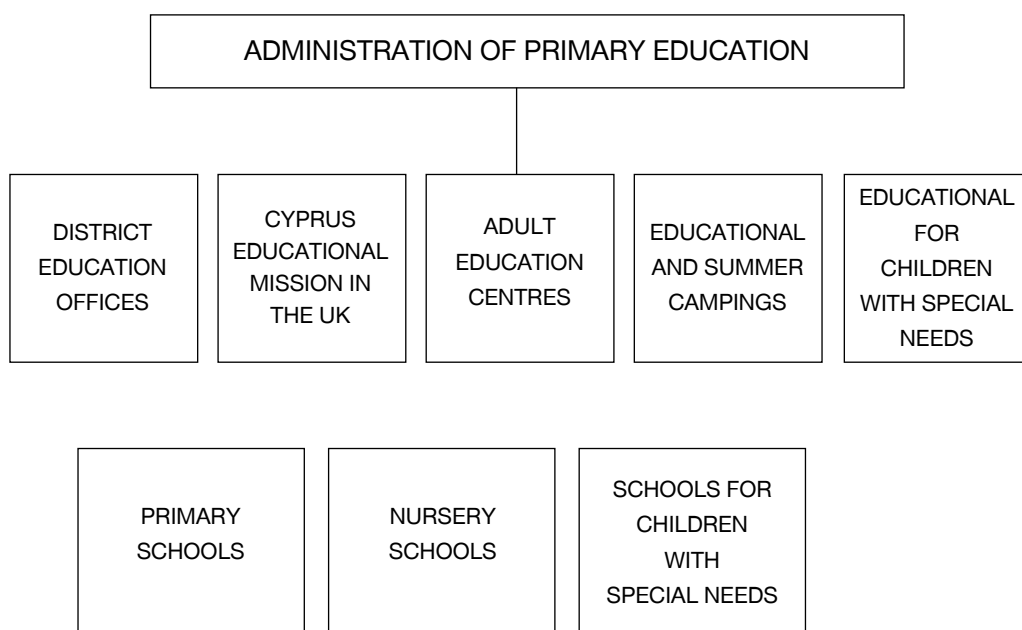 ADMINISTRATION OF PRIMARY EDUCATION
DISTRICT
EDUCATION
OFFICES
CYPRUS
EDUCATIONAL
MISSION IN
THE UK
ADULT
EDUCATION
CENTRES
EDUCATIONAL
AND SUMMER
CAMPINGS
EDUCATIONAL
FOR
CHILDREN
WITH SPECIAL
NEEDS
PRIMARY
SCHOOLS
NURSERY
SCHOOLS
SCHOOLS FOR
CHILDREN
WITH
SPECIAL NEEDS